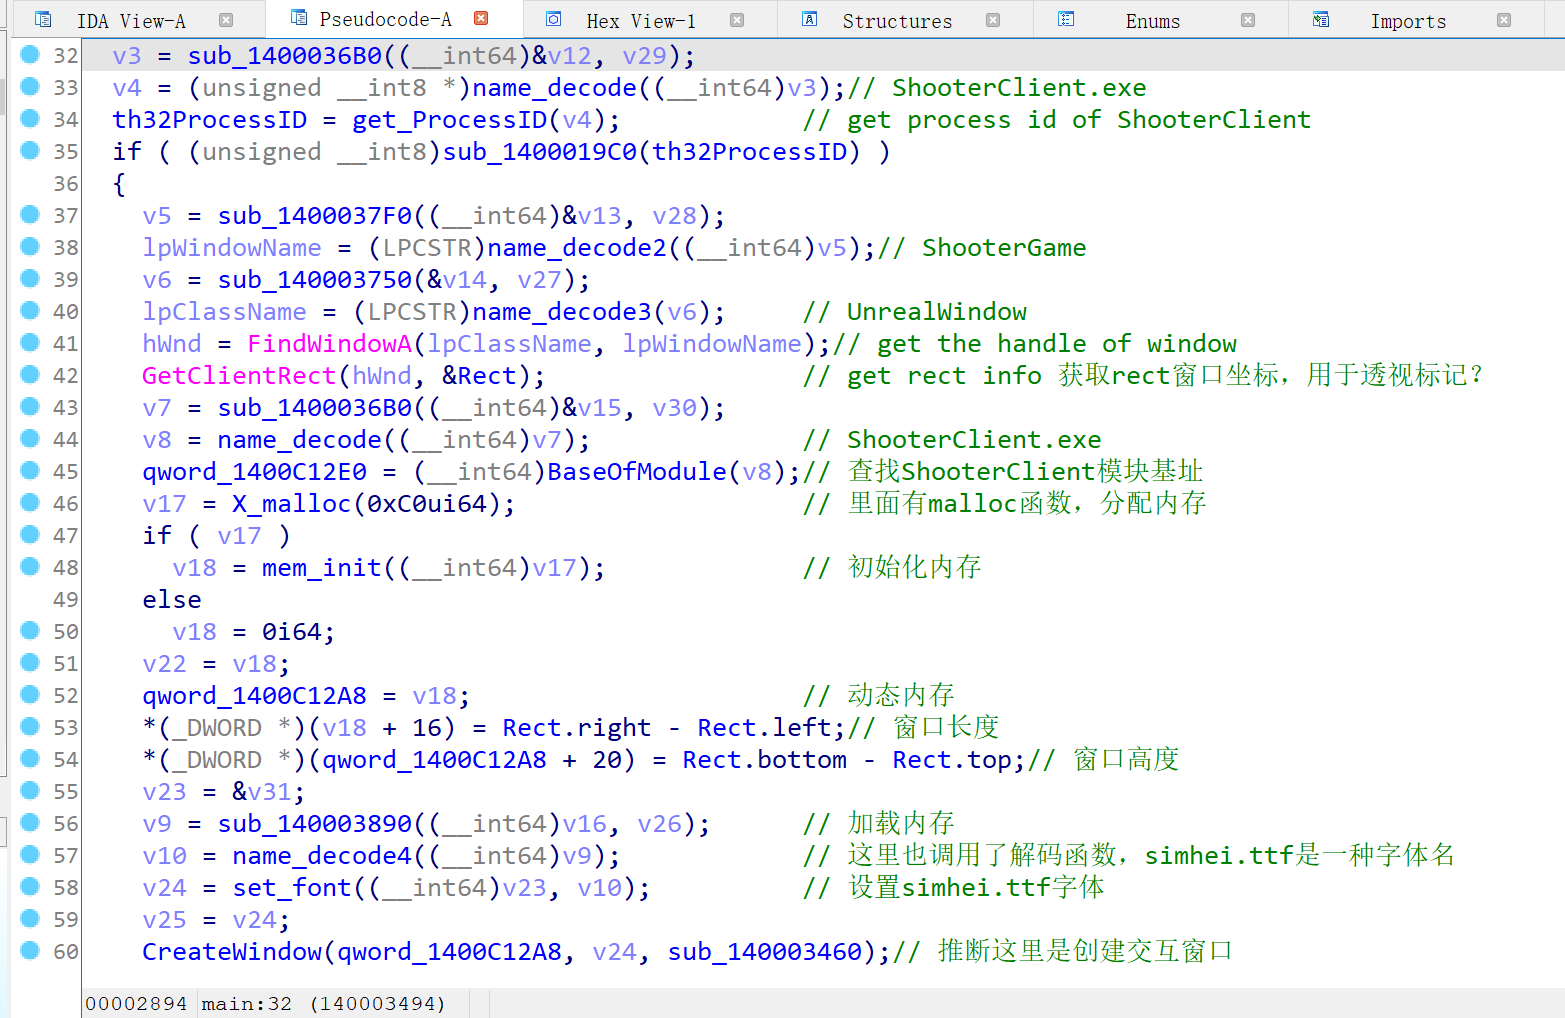 IDA View-A Pseudocode-A Hex View-1 Structures Enums Imports
32 v3 = sub_1400036B0((__int64)&v12, v29);
33 v4 = (unsigned __int8 *)name_decode((__int64)v3);// ShooterClient.exe
34 th32ProcessID = get_ProcessID(v4); // get process id of ShooterClient
35 if ( (unsigned __int8)sub_1400019C0(th32ProcessID) )
36 {
37 v5 = sub_1400037F0((__int64)&v13, v28);
38 lpWindowName = (LPCSTR)name_decode2((__int64)v5);// ShooterGame
39 v6 = sub_140003750(&v14, v27);
40 lpClassName = (LPCSTR)name_decode3(v6); // UnrealWindow
41 hWnd = FindWindowA(lpClassName, lpWindowName);// get the handle of window
42 GetClientRect(hWnd, &Rect); // get rect info 获取rect窗口坐标，用于透视标记？
43 v7 = sub_1400036B0((__int64)&v15, v30);
44 v8 = name_decode((__int64)v7); // ShooterClient.exe
45 qword_1400C12E0 = (__int64)BaseOfModule(v8);// 查找ShooterClient模块基址
46 v17 = X_malloc(0xC0ui64); // 里面有malloc函数，分配内存
47 if ( v17 )
48 v18 = mem_init((__int64)v17); // 初始化内存
49 else
50 v18 = 0i64;
51 v22 = v18;
52 qword_1400C12A8 = v18; // 动态内存
53 *(_DWORD *)(v18 + 16) = Rect.right - Rect.left;// 窗口长度
54 *(_DWORD *)(qword_1400C12A8 + 20) = Rect.bottom - Rect.top;// 窗口高度
55 v23 = &v31;
56 v9 = sub_140003890((__int64)v16, v26); // 加载内存
57 v10 = name_decode4((__int64)v9); // 这里也调用了解码函数，simhei.ttf是一种字体名
58 v24 = set_font((__int64)v23, v10); // 设置simhei.ttf字体
59 v25 = v24;
60 CreateWindow(qword_1400C12A8, v24, sub_140003460);// 推断这里是创建交互窗口
00002894 main:32 (140003494)